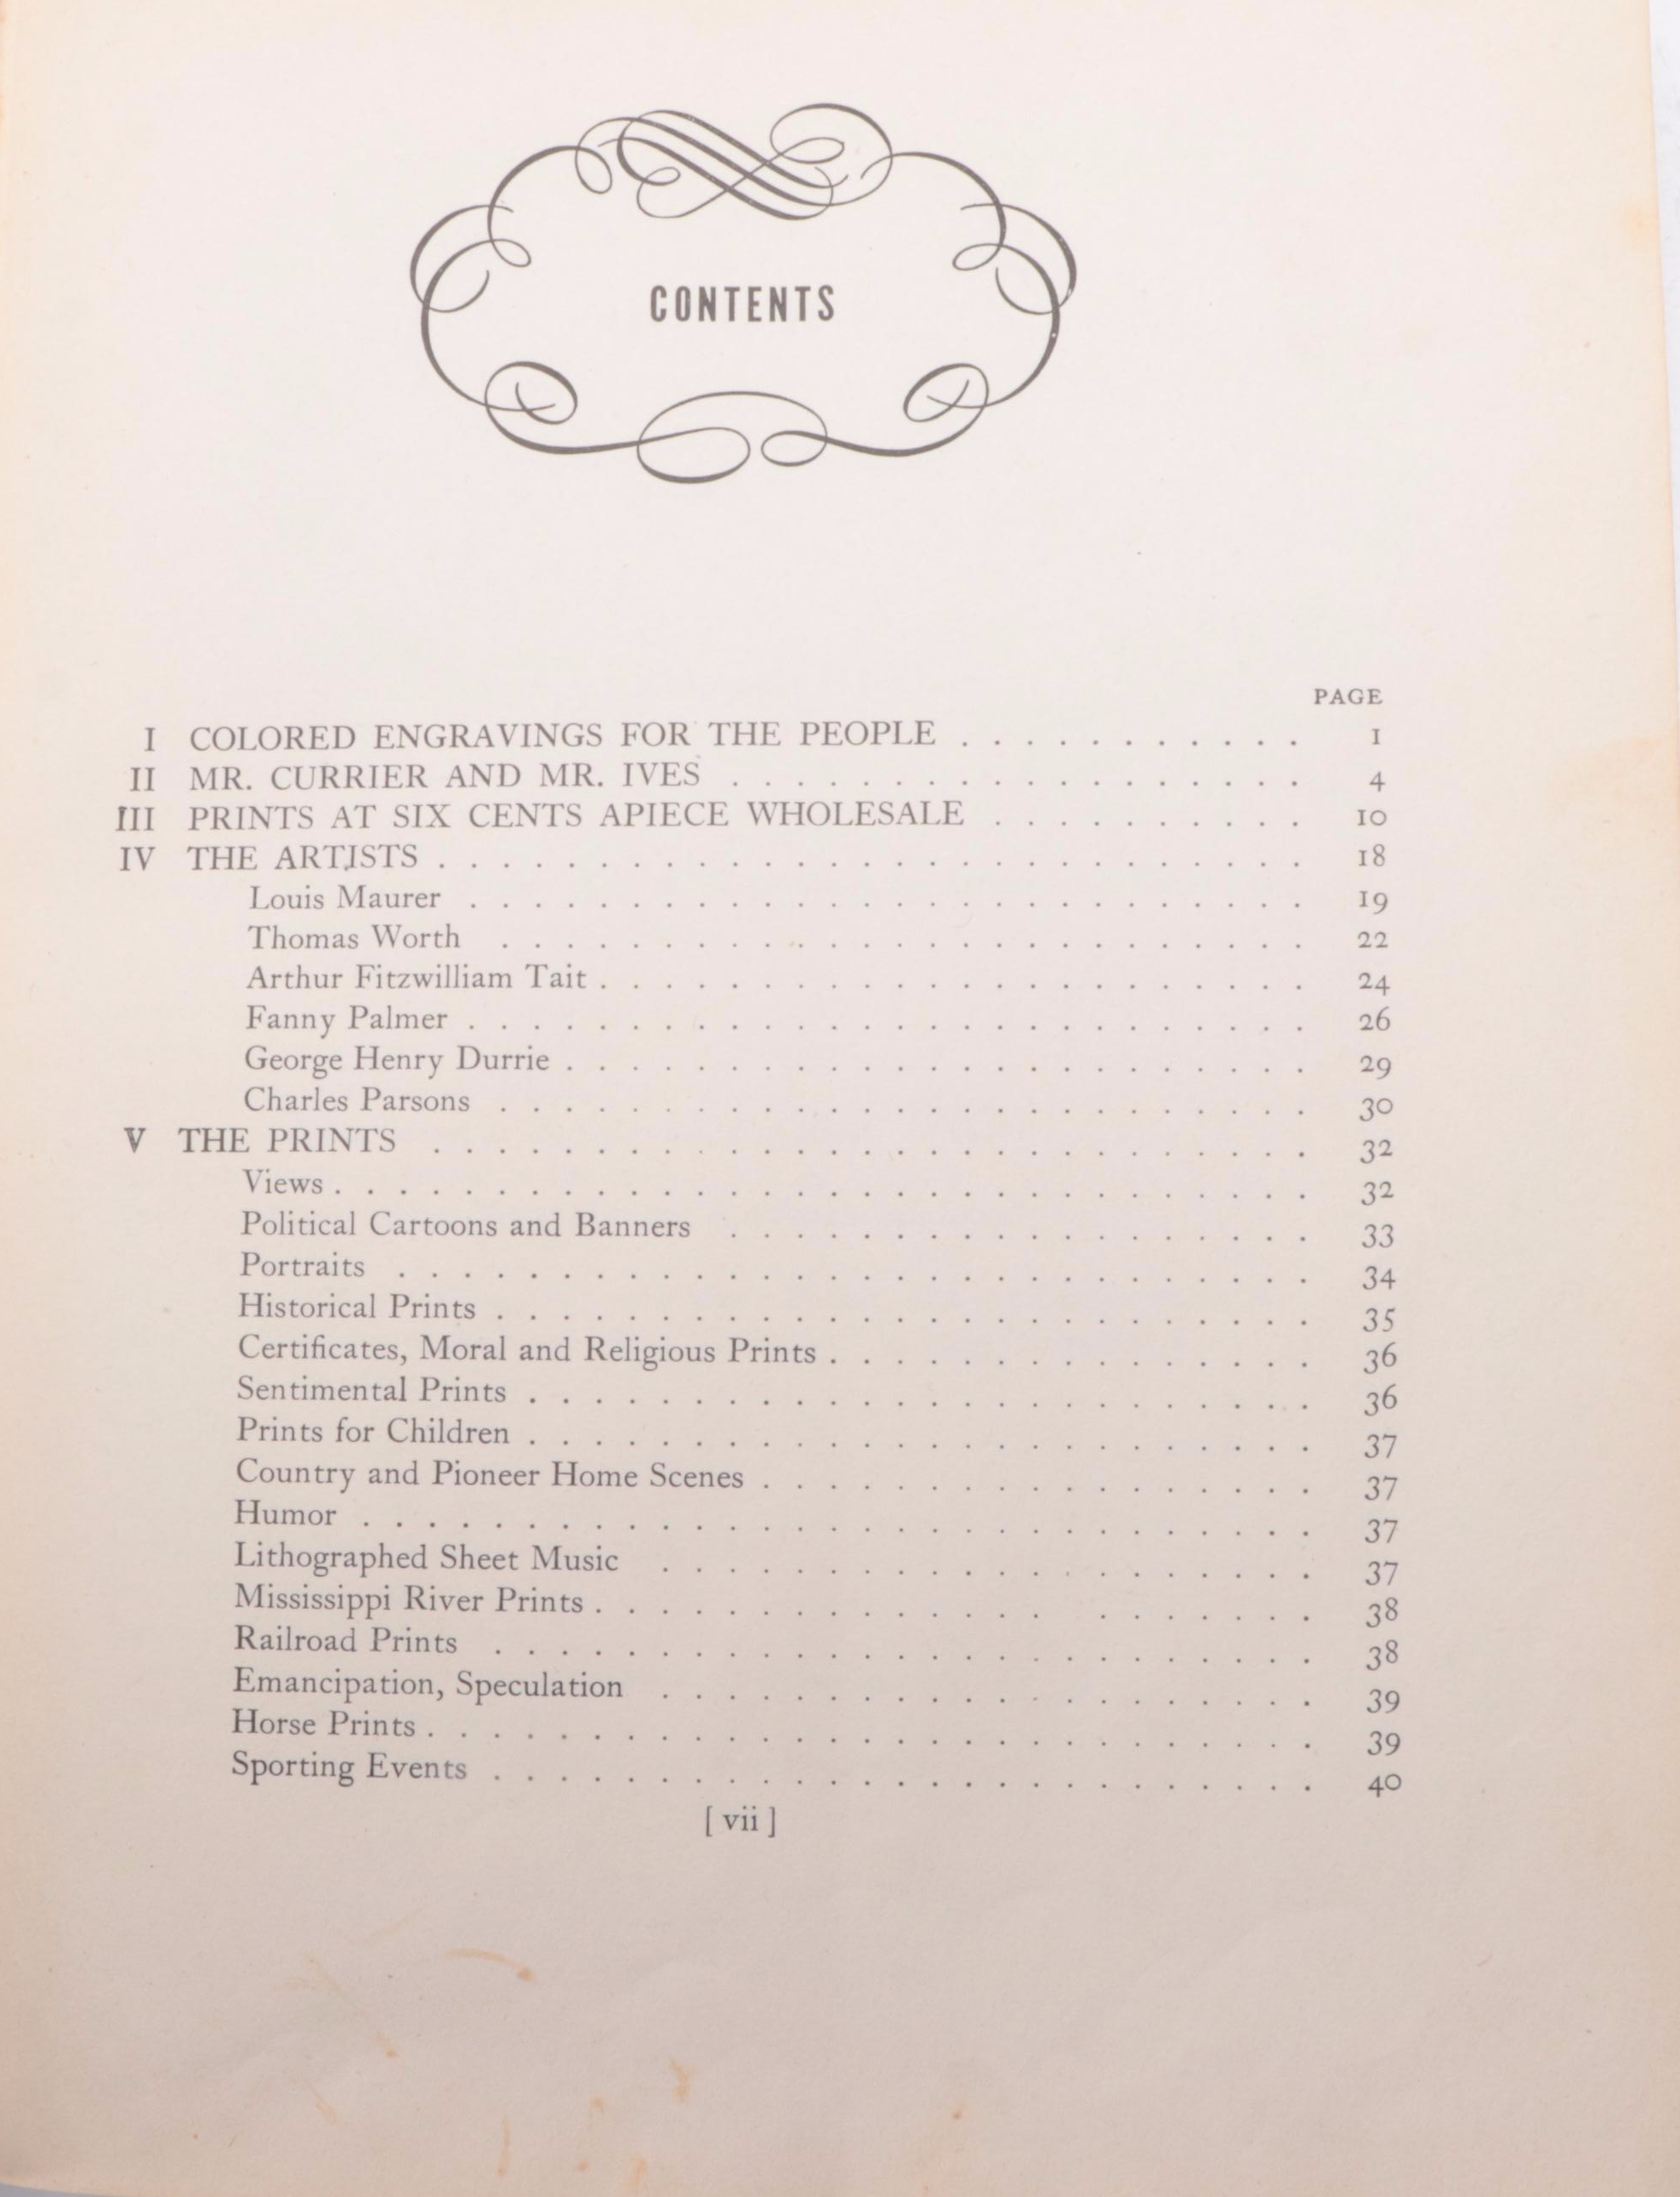 CONTENTS
PAGE
I COLORED ENGRAVINGS FOR THE PEOPLE . . . . . . . . . . . 1
II MR. CURRIER AND MR. IVES . . . . . . . . . . . . . . . . . . 4
III PRINTS AT SIX CENTS APIECE WHOLESALE . . . . . . . . . . 10
IV THE ARTISTS . . . . . . . . . . . . . . . . . . . . . . . . . . . 18
Louis Maurer . . . . . . . . . . . . . . . . . . . . . . . . . . 19
Thomas Worth . . . . . . . . . . . . . . . . . . . . . . . . . 22
Arthur Fitzwilliam Tait . . . . . . . . . . . . . . . . . . . . . . 24
Fanny Palmer . . . . . . . . . . . . . . . . . . . . . . . . . . 26
George Henry Durrie . . . . . . . . . . . . . . . . . . . . . . . 29
Charles Parsons . . . . . . . . . . . . . . . . . . . . . . . . . 30
V THE PRINTS . . . . . . . . . . . . . . . . . . . . . . . . . . . 32
Views . . . . . . . . . . . . . . . . . . . . . . . . . . . . . . 32
Political Cartoons and Banners . . . . . . . . . . . . . . . . . . 33
Portraits . . . . . . . . . . . . . . . . . . . . . . . . . . . . 34
Historical Prints . . . . . . . . . . . . . . . . . . . . . . . . . 35
Certificates, Moral and Religious Prints . . . . . . . . . . . . . . . 36
Sentimental Prints . . . . . . . . . . . . . . . . . . . . . . . . 36
Prints for Children . . . . . . . . . . . . . . . . . . . . . . . . 37
Country and Pioneer Home Scenes . . . . . . . . . . . . . . . . . 37
Humor . . . . . . . . . . . . . . . . . . . . . . . . . . . . . 37
Lithographed Sheet Music . . . . . . . . . . . . . . . . . . . . 37
Mississippi River Prints . . . . . . . . . . . . . . . . . . . . . 38
Railroad Prints . . . . . . . . . . . . . . . . . . . . . . . . . 38
Emancipation, Speculation . . . . . . . . . . . . . . . . . . . . 39
Horse Prints . . . . . . . . . . . . . . . . . . . . . . . . . . . 39
Sporting Events . . . . . . . . . . . . . . . . . . . . . . . . . 40
[ vii ]